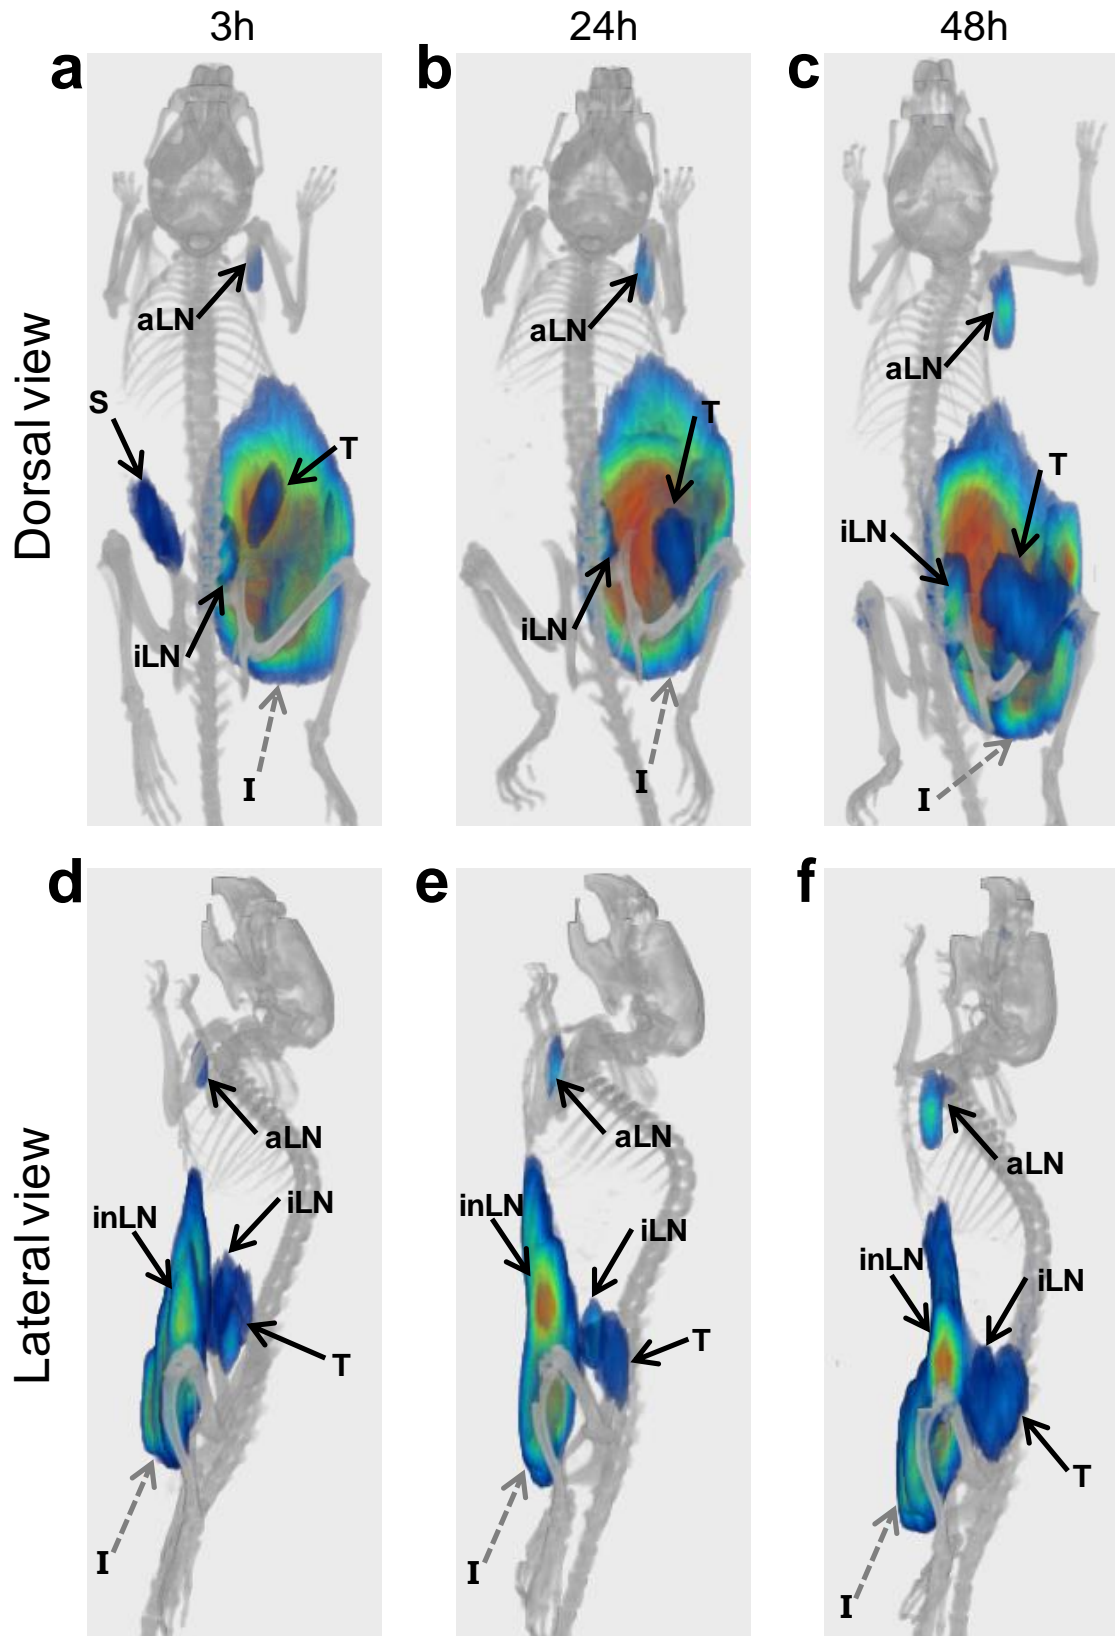 3h 24h 48h
a b c
Dorsal view
aLN aLN aLN
S T T T
iLN iLN iLN
I I I
d e f
Lateral view
aLN aLN aLN
inLN iLN inLN iLN inLN iLN
T T T
I I I